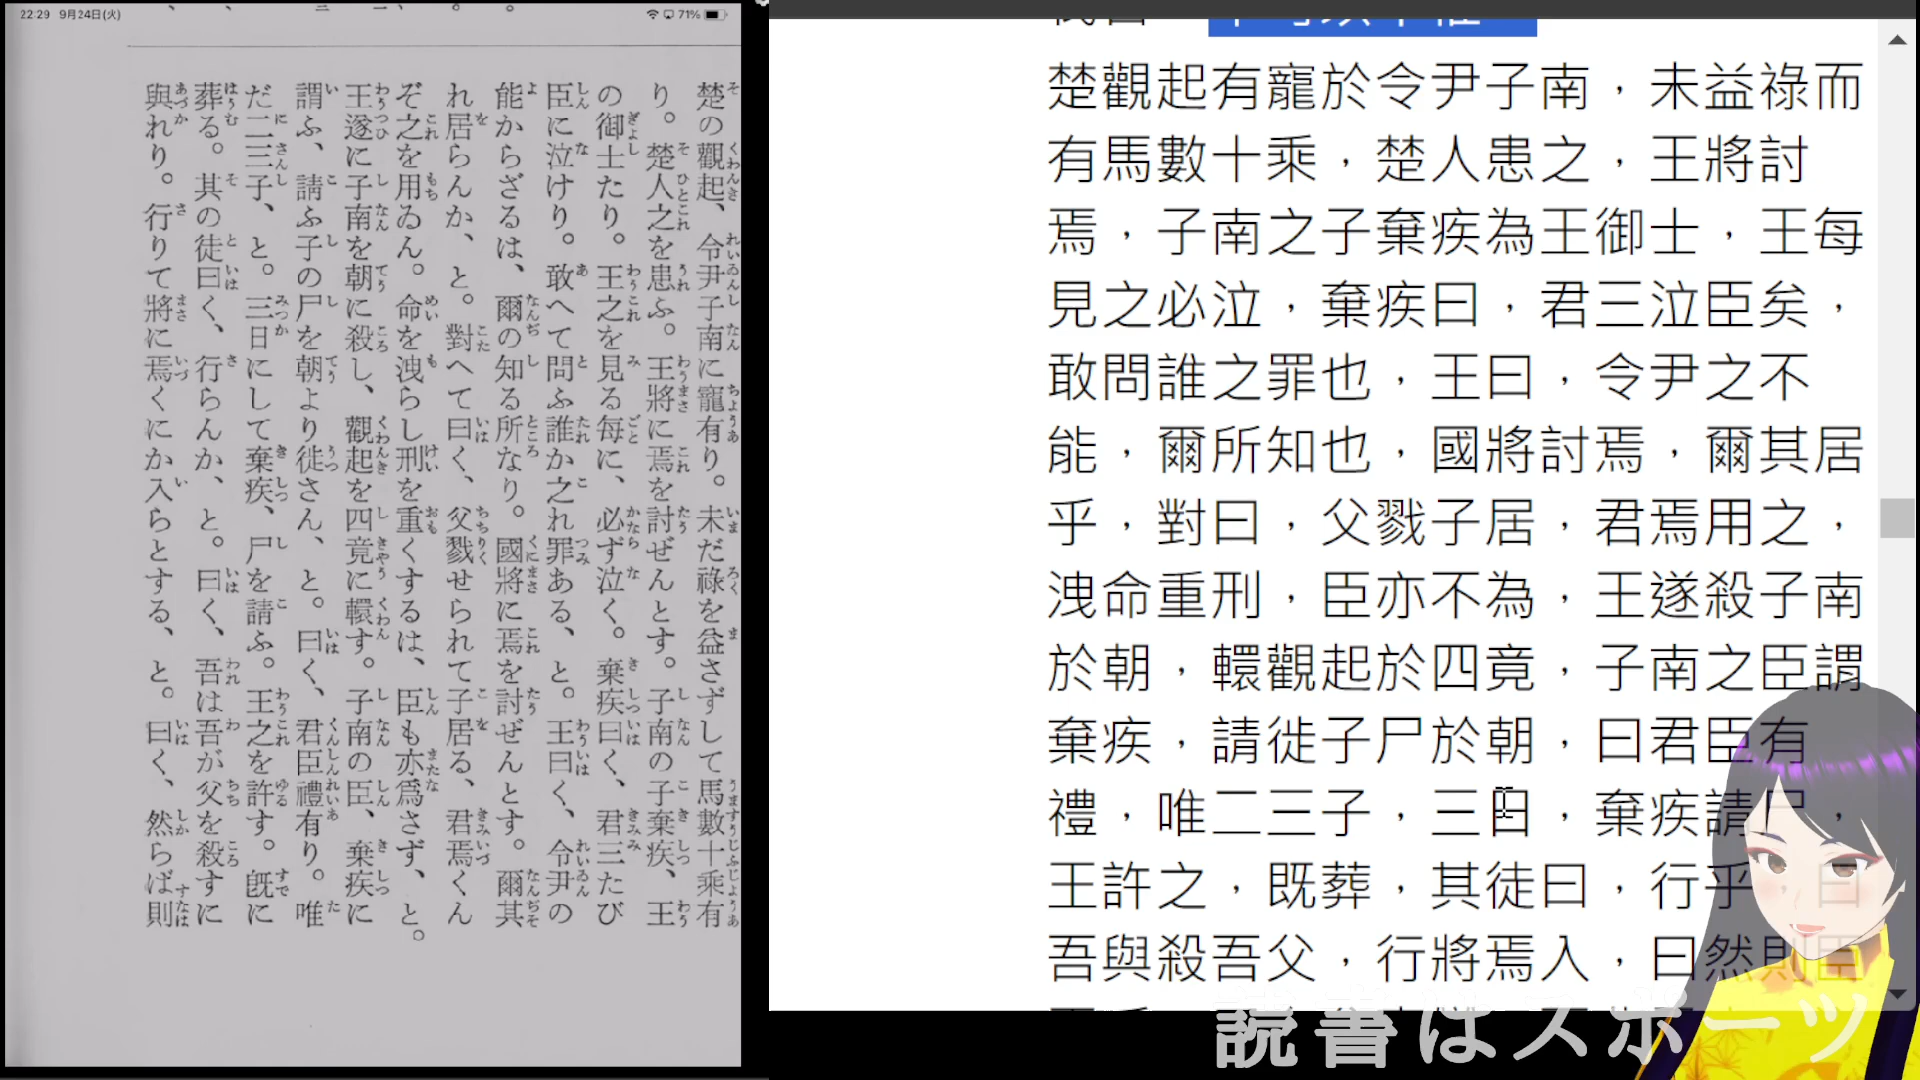 22:29 9月24日(火)
71%
楚の觀起、令尹子南に寵有り。未だ祿を益さずして馬數十乘有
り。楚人之を患ふ。王將に焉を討ぜんとす。子南の子棄疾、王
の御士たり。王之を見る每に、必ず泣く。棄疾曰く、君三たび
臣に泣けり。敢へて問ふ誰か之れ罪ある、と。王曰く、令尹の
能からざるは、爾の知る所なり。國將に焉を討ぜんとす。爾其
れ居らんか、と。對へて曰く、父戮せられて子居る、君焉くん
ぞ之を用ゐん。命を洩らし刑を重くするは、臣も亦爲さず、と。
王遂に子南を朝に殺し、觀起を四竟に轘す。子南の臣、棄疾に
謂ふ、請ふ子の尸を朝より徙さん、と。曰く、君臣禮有り。唯
だ二三子、と。三日にして棄疾、尸を請ふ。王之を許す。既に
葬る。其の徒曰く、行らんか、と。曰く、吾は吾が父を殺すに
與れり。行りて將に焉くにか入らとする、と。曰く、然らば則
楚觀起有寵於令尹子南，未益祿而
有馬數十乘，楚人患之，王將討
焉，子南之子棄疾為王御士，王每
見之必泣，棄疾曰，君三泣臣矣，
敢問誰之罪也，王曰，令尹之不
能，爾所知也，國將討焉，爾其居
乎，對曰，父戮子居，君焉用之，
洩命重刑，臣亦不為，王遂殺子南
於朝，轘觀起於四竟，子南之臣謂
棄疾，請徙子尸於朝，曰君臣有
禮，唯二三子，三日，棄疾請尸，
王許之，既葬，其徒曰，行乎，曰
吾與殺吾父，行將焉入，曰然則臣
読書はスポーツ